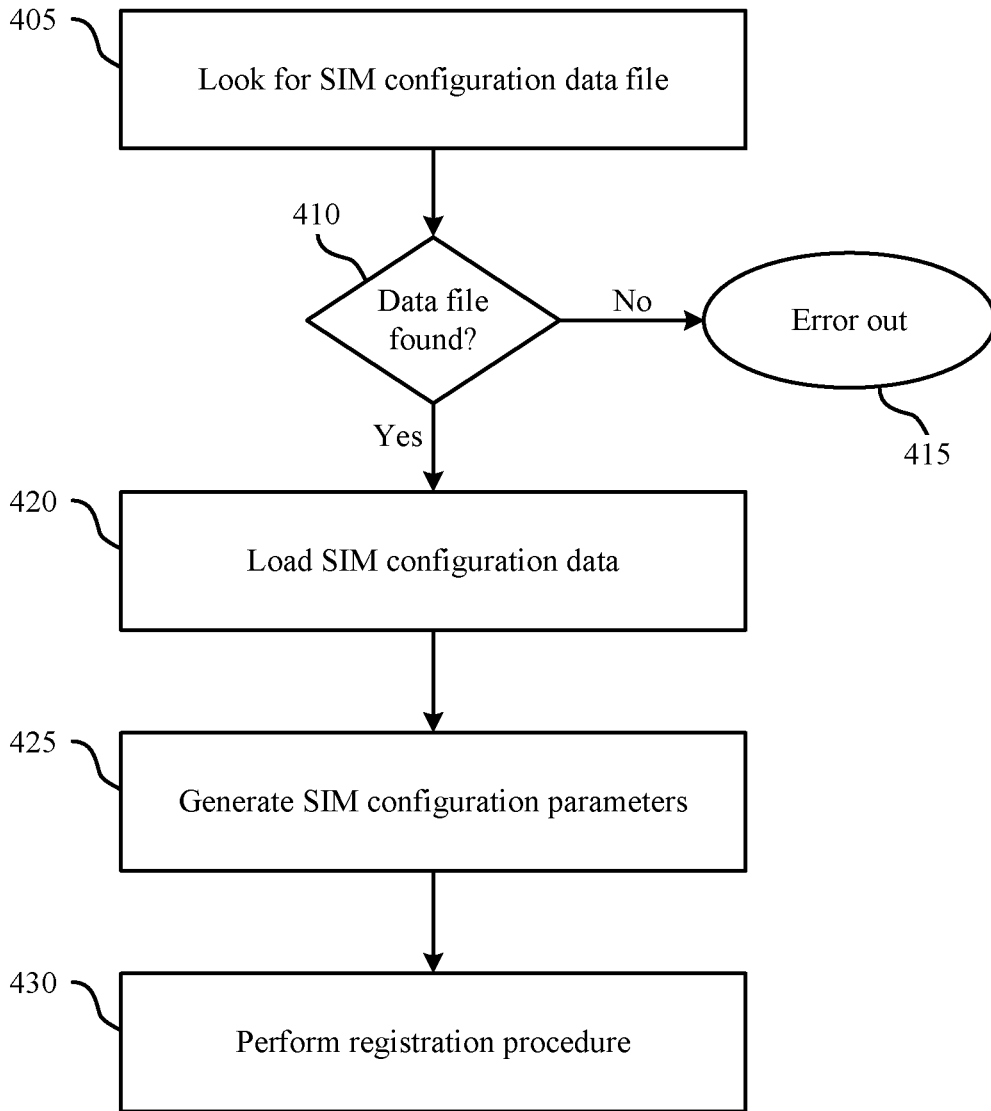 405
Look for SIM configuration data file
410
Data file
found?
No
Error out
415
Yes
420
Load SIM configuration data
425
Generate SIM configuration parameters
430
Perform registration procedure